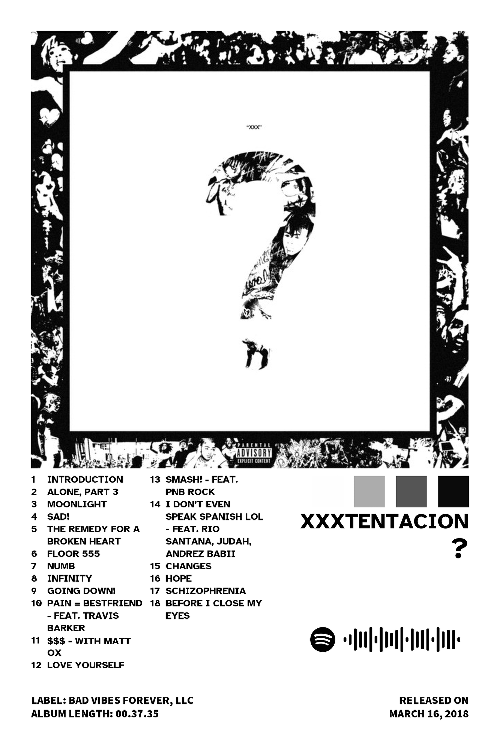 "XXX"
PARENTAL
ADVISORY
EXPLICIT CONTENT
1 INTRODUCTION
2 ALONE, PART 3
3 MOONLIGHT
4 SAD!
5 THE REMEDY FOR A
BROKEN HEART
6 FLOOR 555
7 NUMB
8 INFINITY
9 GOING DOWN!
10 PAIN = BESTFRIEND
- FEAT. TRAVIS
BARKER
11 $$$ - WITH MATT
OX
12 LOVE YOURSELF
13 SMASH! - FEAT.
PNB ROCK
14 I DON'T EVEN
SPEAK SPANISH LOL
- FEAT. RIO
SANTANA, JUDAH,
ANDREZ BABII
15 CHANGES
16 HOPE
17 SCHIZOPHRENIA
18 BEFORE I CLOSE MY
EYES
XXXTENTACION
?
LABEL: BAD VIBES FOREVER, LLC
ALBUM LENGTH: 00.37.35
RELEASED ON
MARCH 16, 2018